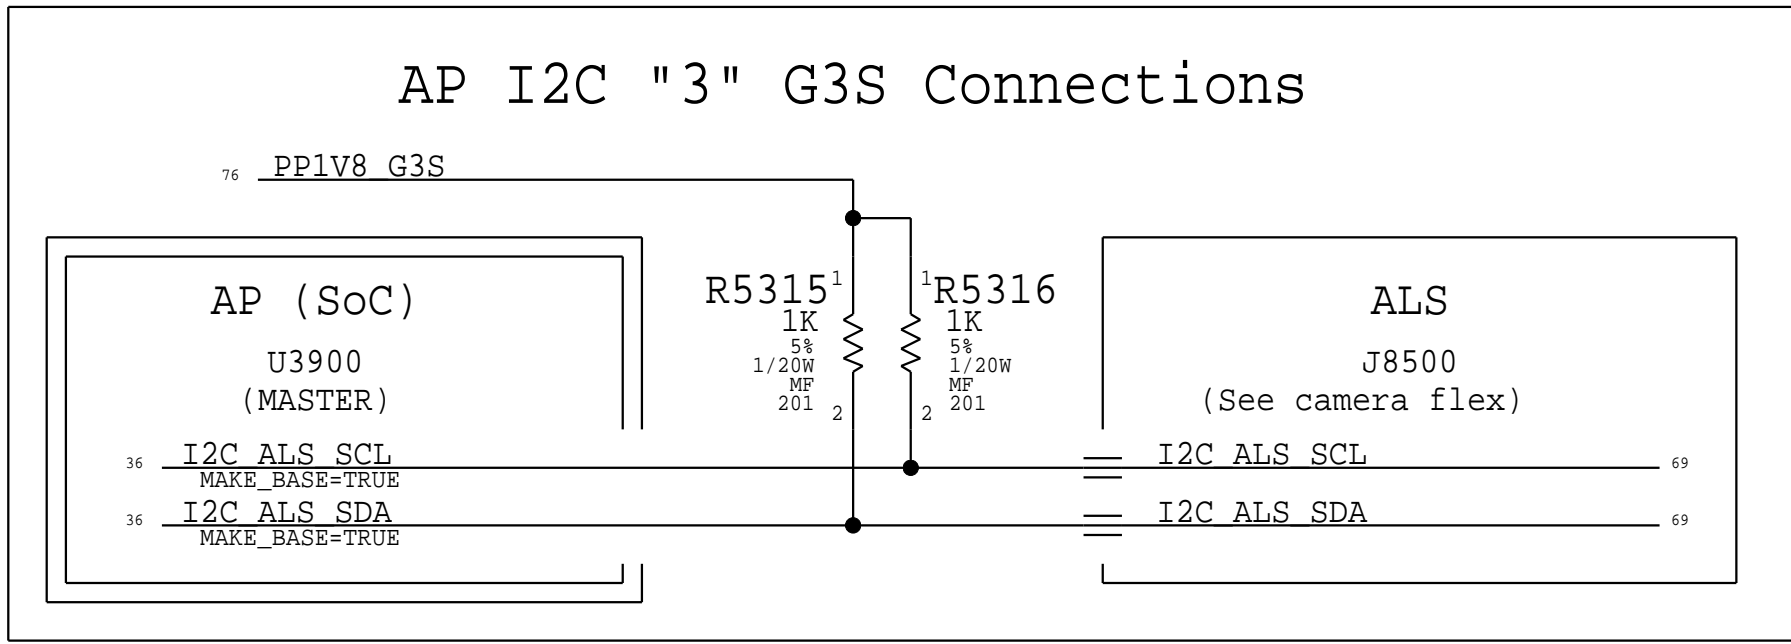 AP I2C "3" G3S Connections
76 PP1V8_G3S
AP (SoC)
U3900
(MASTER)
36 I2C_ALS_SCL
MAKE_BASE=TRUE
36 I2C_ALS_SDA
MAKE_BASE=TRUE
R5315 1
1K
5%
1/20W
MF
201 2
1 R5316
1K
5%
1/20W
MF
2 201
ALS
J8500
(See camera flex)
I2C_ALS_SCL 69
I2C_ALS_SDA 69